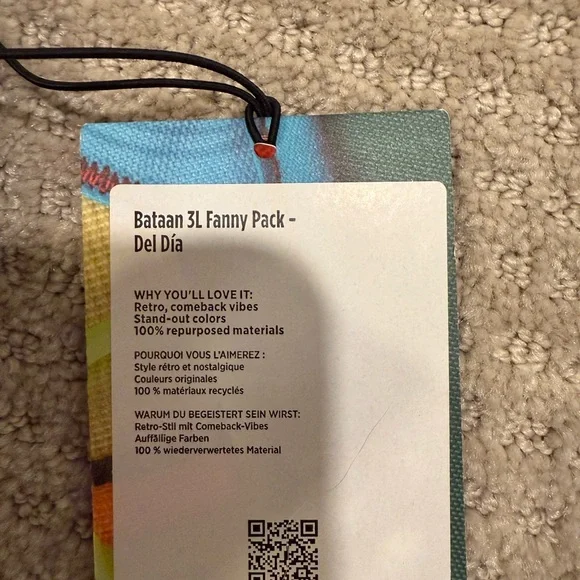 Bataan 3L Fanny Pack -
Del Día
WHY YOU'LL LOVE IT:
Retro, comeback vibes
Stand-out colors
100% repurposed materials
POURQUOI VOUS L'AIMEREZ :
Style rétro et nostalgique
Couleurs originales
100 % matériaux recyclés
WARUM DU BEGEISTERT SEIN WIRST:
Retro-Stil mit Comeback-Vibes
Auffällige Farben
100 % wiederverwertetes Material